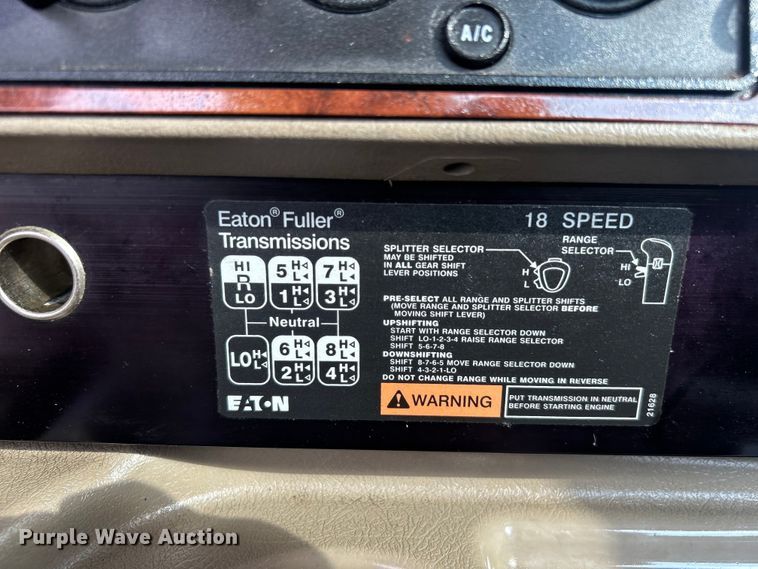 A/C
Eaton® Fuller®
Transmissions
18 SPEED
HI
R
LO
5 H
L
7 H
L
1 H
L
3 H
L
Neutral
LO H
L
6 H
L
8 H
L
2 H
L
4 H
L
EATON
SPLITTER SELECTOR
MAY BE SHIFTED
IN ALL GEAR SHIFT
LEVER POSITIONS
H
L
RANGE
SELECTOR
HI
LO
PRE-SELECT ALL RANGE AND SPLITTER SHIFTS
(MOVE RANGE AND SPLITTER SELECTOR BEFORE
MOVING SHIFT LEVER)
UPSHIFTING
START WITH RANGE SELECTOR DOWN
SHIFT LO-1-2-3-4 RAISE RANGE SELECTOR
SHIFT 5-6-7-8
DOWNSHIFTING
SHIFT 8-7-6-5 MOVE RANGE SELECTOR DOWN
SHIFT 4-3-2-1-LO
DO NOT CHANGE RANGE WHILE MOVING IN REVERSE
WARNING
PUT TRANSMISSION IN NEUTRAL
BEFORE STARTING ENGINE
21628
Purple Wave Auction